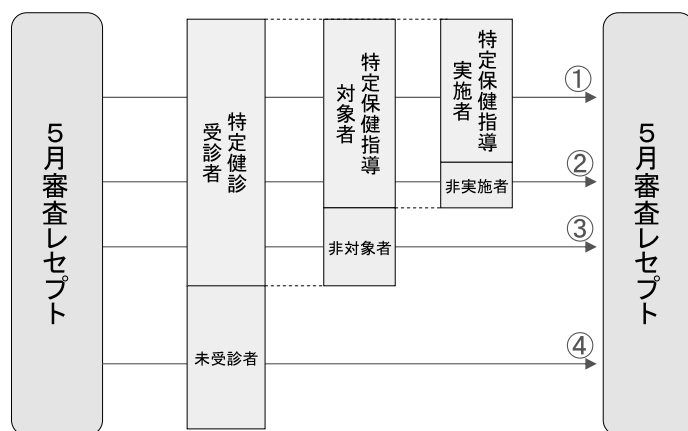 5月審査レセプト
特定健診
受診者
未受診者
特定保健指導
対象者
非対象者
特定保健指導
実施者
非実施者
①
②
③
④
5月審査レセプト